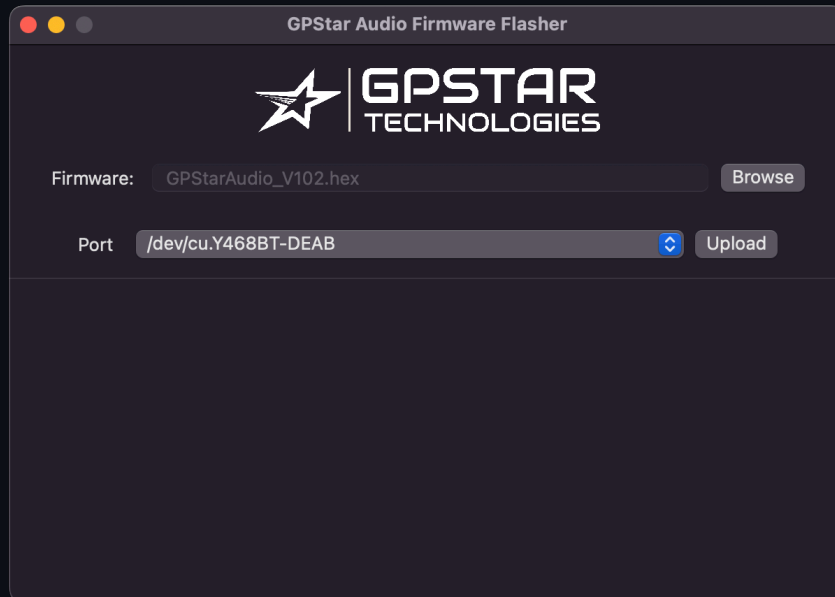 GPStar Audio Firmware Flasher
GPSTAR
TECHNOLOGIES
Firmware: GPStarAudio_V102.hex Browse
Port /dev/cu.Y468BT-DEAB Upload